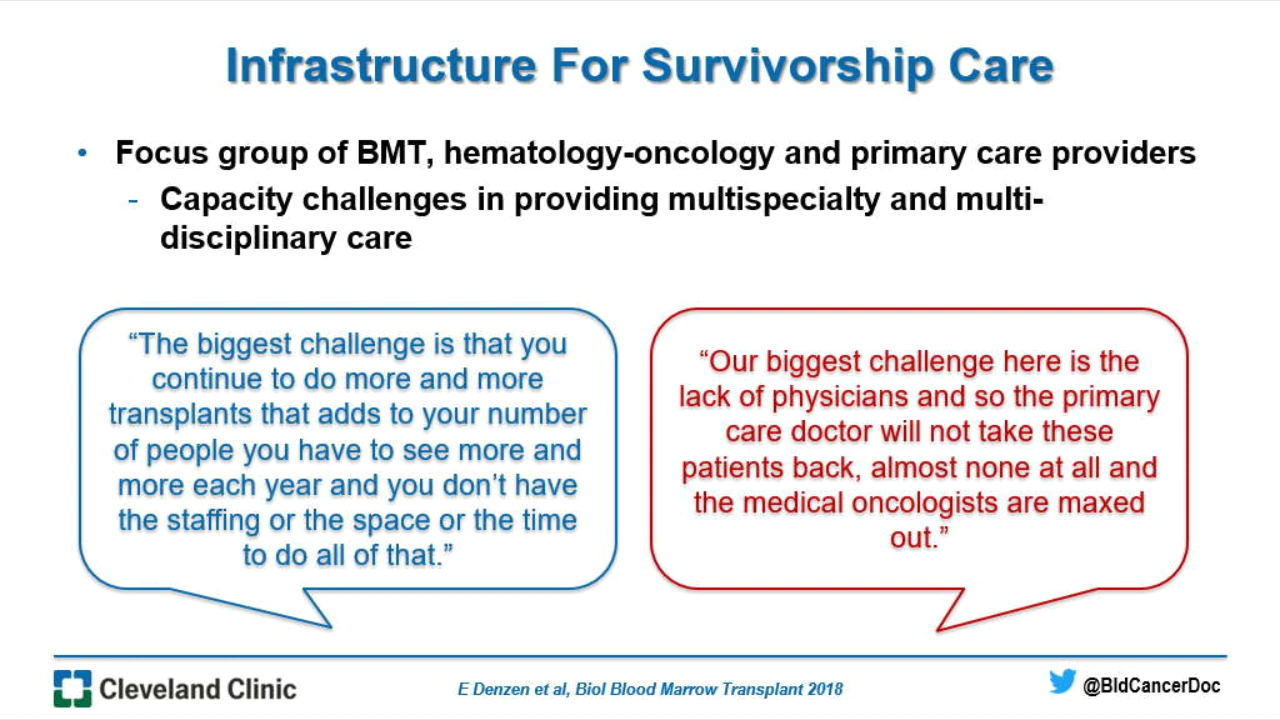 Infrastructure For Survivorship Care
• Focus group of BMT, hematology-oncology and primary care providers
- Capacity challenges in providing multispecialty and multi-
disciplinary care
“The biggest challenge is that you
continue to do more and more
transplants that adds to your number
of people you have to see more and
more each year and you don’t have
the staffing or the space or the time
to do all of that.”
“Our biggest challenge here is the
lack of physicians and so the primary
care doctor will not take these
patients back, almost none at all and
the medical oncologists are maxed
out.”
Cleveland Clinic
E Denzen et al, Biol Blood Marrow Transplant 2018
@BldCancerDoc